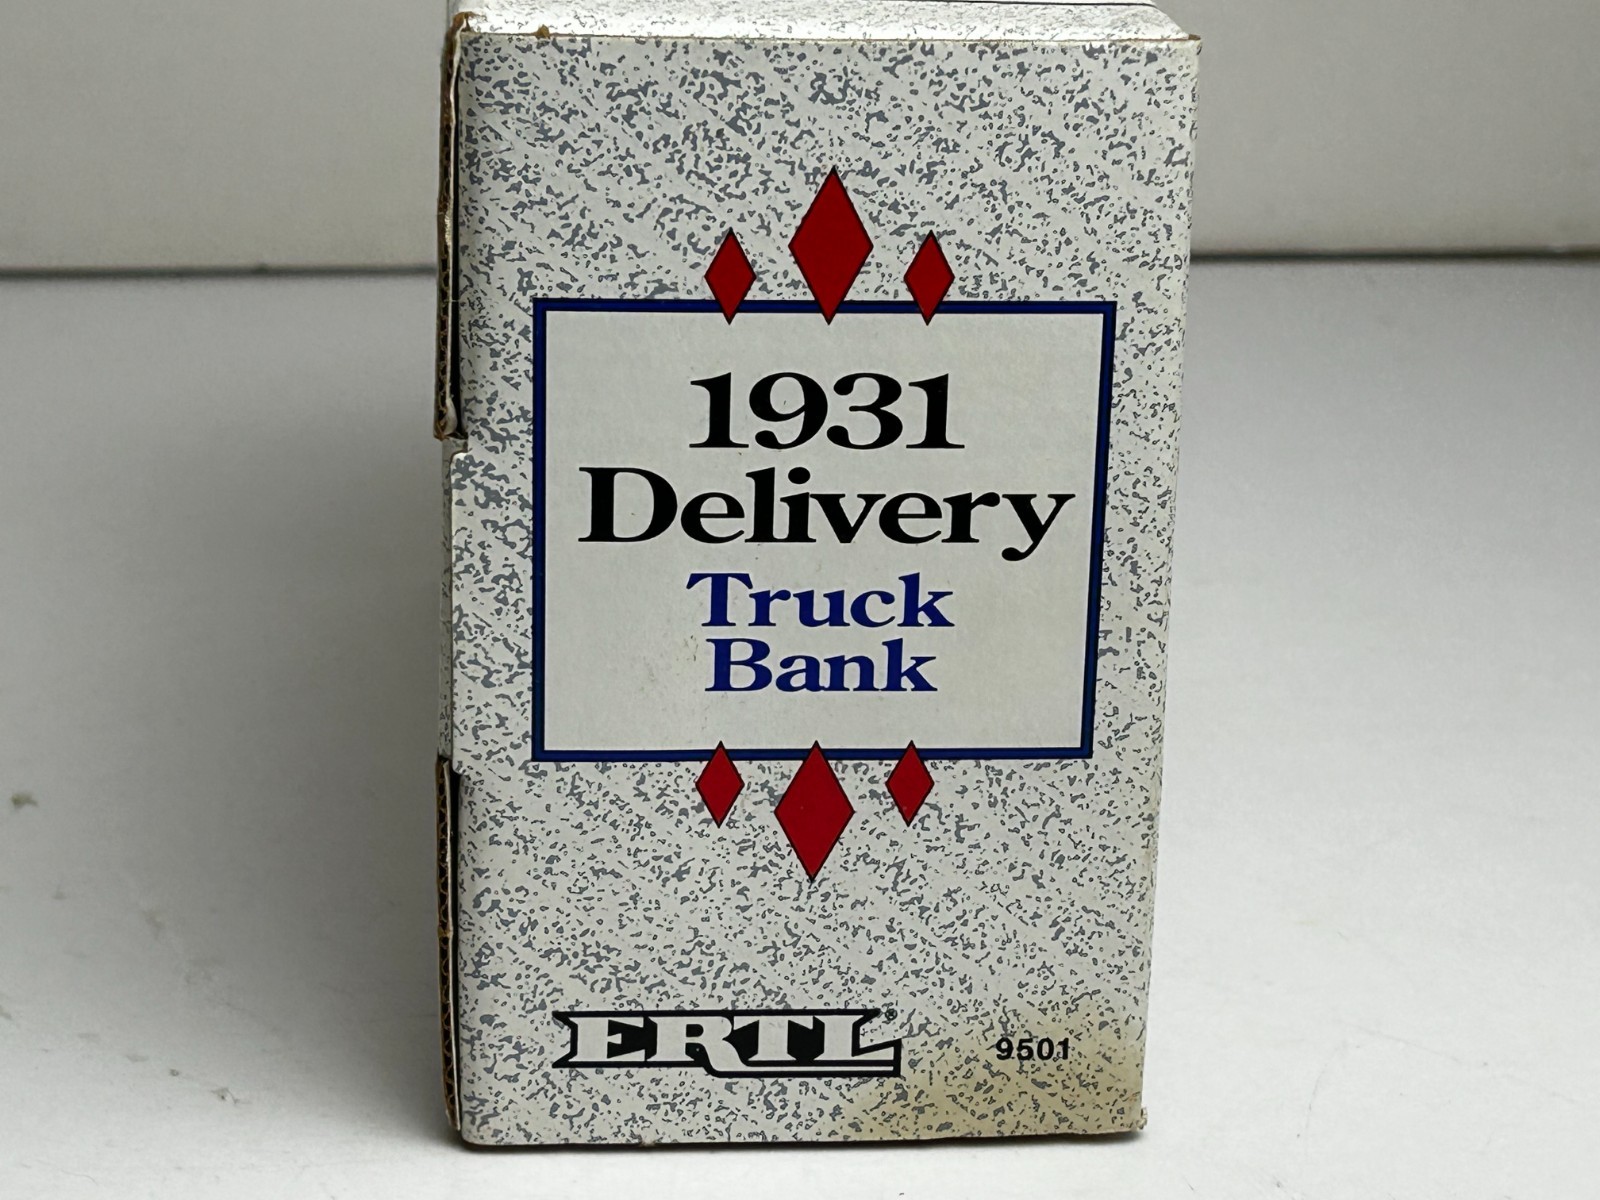 1931
Delivery
Truck
Bank
ERTL®
9501